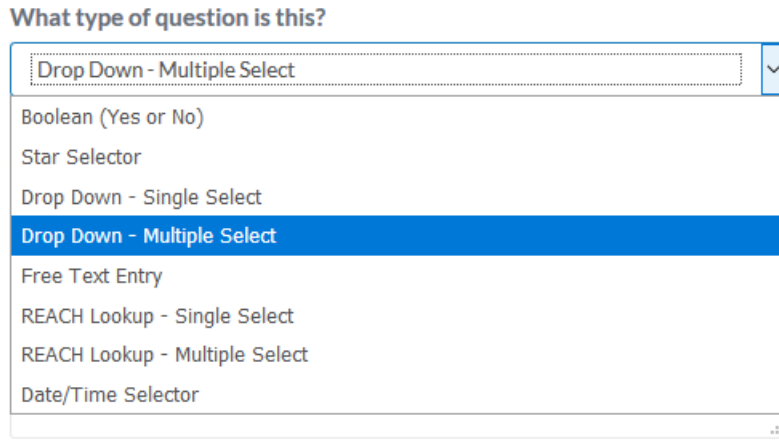 What type of question is this?
Drop Down - Multiple Select
Boolean (Yes or No)
Star Selector
Drop Down - Single Select
Drop Down - Multiple Select
Free Text Entry
REACH Lookup - Single Select
REACH Lookup - Multiple Select
Date/Time Selector